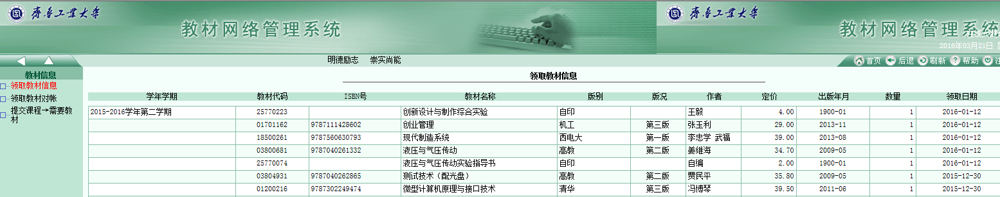 齐鲁工业大学 齐鲁工业大学
教材网络管理系统 教材网络管理系统
2016年03月21日
明德励志 崇实尚能 首页 后退 刷新 帮助
教材信息
领取教材信息
领取教材对帐
提交课程→需要教
材
领取教材信息
学年学期 教材代码 ISBN号 教材名称 版别 版况 作者 定价 出版年月 数量 领取日期
2015-2016学年第二学期 25770223 创新设计与制作综合实验 自印 王毅 4.00 1900-01 1 2016-01-12
01701162 9787111428602 创业管理 机工 第三版 张玉利 29.00 2013-11 1 2016-01-12
18500261 9787560630793 现代制造系统 西电大 第一版 李忠学 武福 39.00 2013-08 1 2016-01-12
03800681 9787040261332 液压与气压传动 高教 第二版 姜继海 34.70 2009-05 1 2016-01-12
25770074 液压与气压传动实验指导书 自印 自编 2.00 1900-01 1 2016-01-12
03804931 9787040262865 测试技术（配光盘） 高教 第二版 贾民平 35.80 2009-05 1 2015-12-30
01200216 9787302249474 微型计算机原理与接口技术 清华 第三版 冯博琴 39.50 2011-06 1 2015-12-30